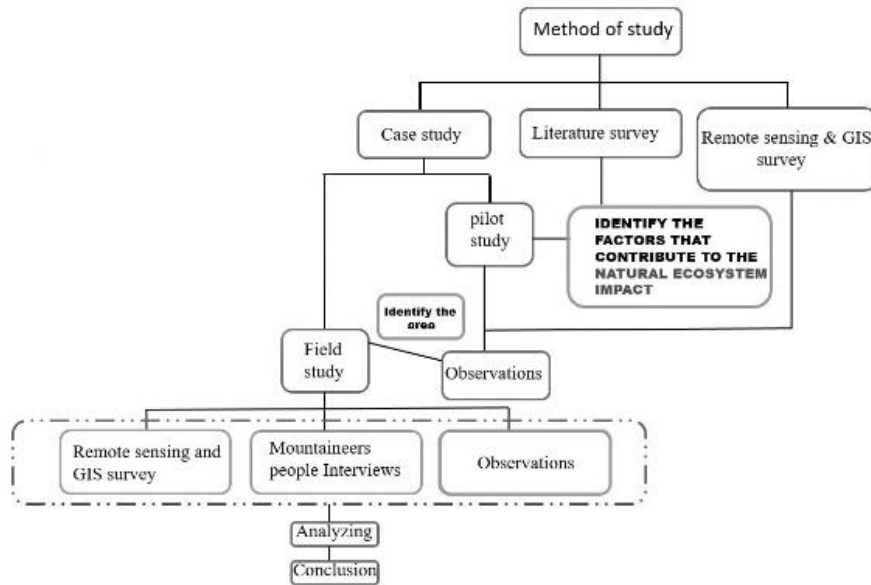 Method of study
Case study
Literature survey
Remote sensing & GIS
survey
pilot
study
IDENTIFY THE
FACTORS THAT
CONTRIBUTE TO THE
NATURAL ECOSYSTEM
IMPACT
Identify the
area
Field
study
Observations
Remote sensing and
GIS survey
Mountaineers
people Interviews
Observations
Analyzing
Conclusion